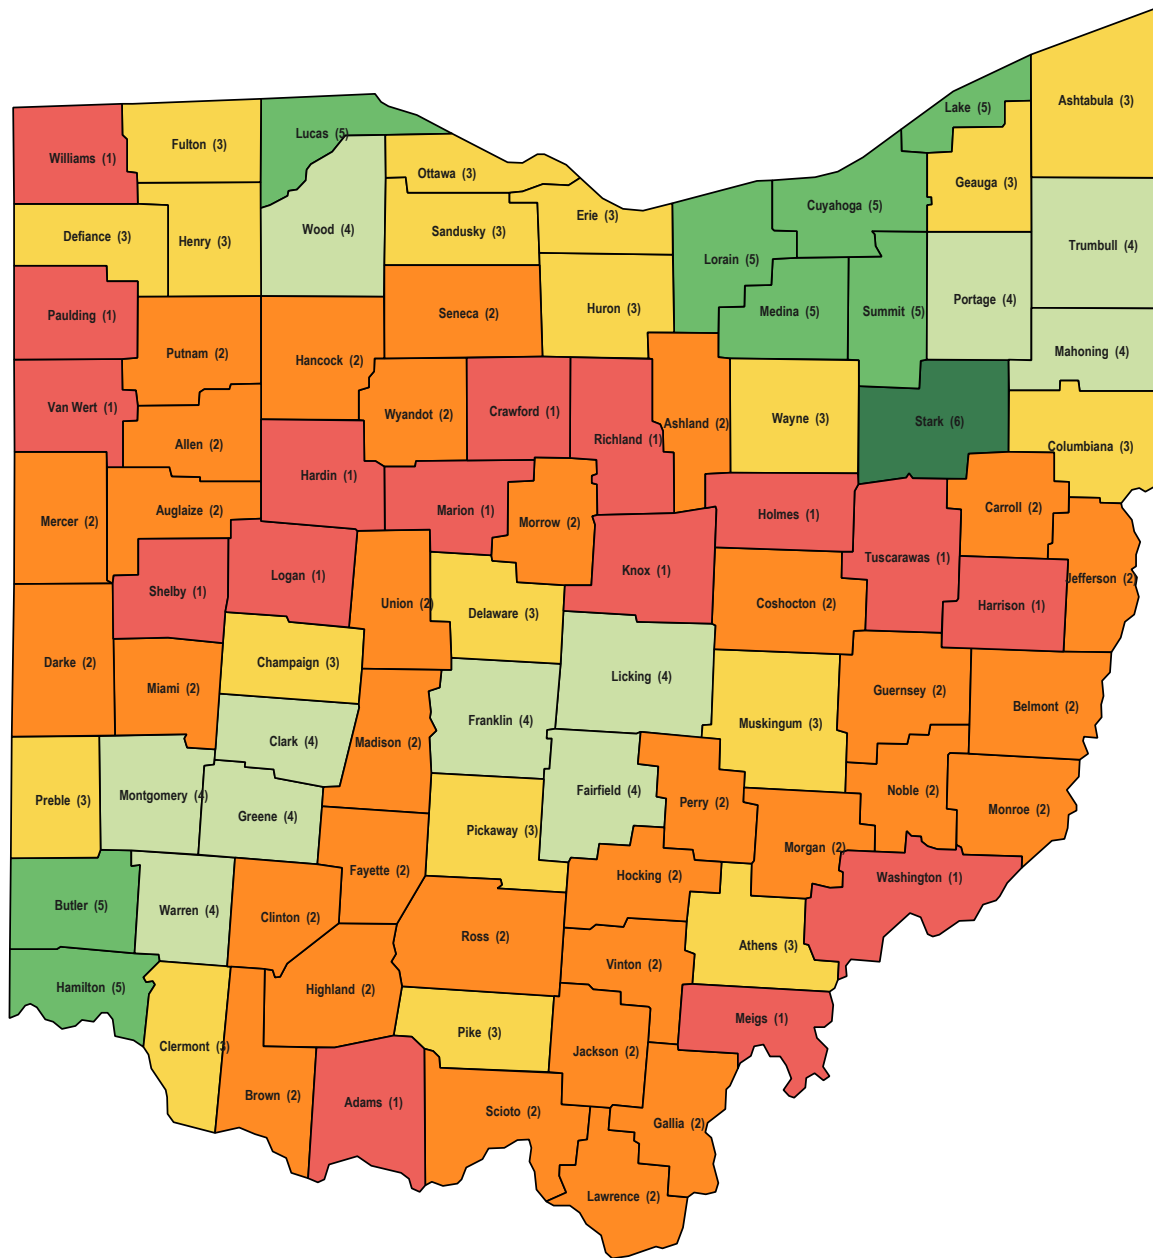 Ashtabula (3)
Lake (5)
Lucas (5)
Fulton (3)
Williams (1)
Ottawa (3)
Geauga (3)
Cuyahoga (5)
Erie (3)
Wood (4)
Sandusky (3)
Defiance (3)
Henry (3)
Trumbull (4)
Lorain (5)
Portage (4)
Huron (3)
Medina (5)
Summit (5)
Paulding (1)
Seneca (2)
Putnam (2)
Hancock (2)
Mahoning (4)
Van Wert (1)
Wyandot (2)
Crawford (1)
Ashland (2)
Wayne (3)
Stark (6)
Allen (2)
Richland (1)
Columbiana (3)
Hardin (1)
Auglaize (2)
Marion (1)
Carroll (2)
Mercer (2)
Morrow (2)
Holmes (1)
Tuscarawas (1)
Logan (1)
Knox (1)
Jefferson (2)
Shelby (1)
Union (2)
Coshocton (2)
Harrison (1)
Delaware (3)
Darke (2)
Champaign (3)
Licking (4)
Miami (2)
Guernsey (2)
Belmont (2)
Franklin (4)
Muskingum (3)
Clark (4)
Madison (2)
Noble (2)
Fairfield (4)
Montgomery (4)
Preble (3)
Perry (2)
Monroe (2)
Greene (4)
Pickaway (3)
Morgan (2)
Fayette (2)
Hocking (2)
Washington (1)
Butler (5)
Warren (4)
Clinton (2)
Ross (2)
Athens (3)
Vinton (2)
Hamilton (5)
Highland (2)
Meigs (1)
Pike (3)
Clermont (3)
Jackson (2)
Brown (2)
Adams (1)
Scioto (2)
Gallia (2)
Lawrence (2)